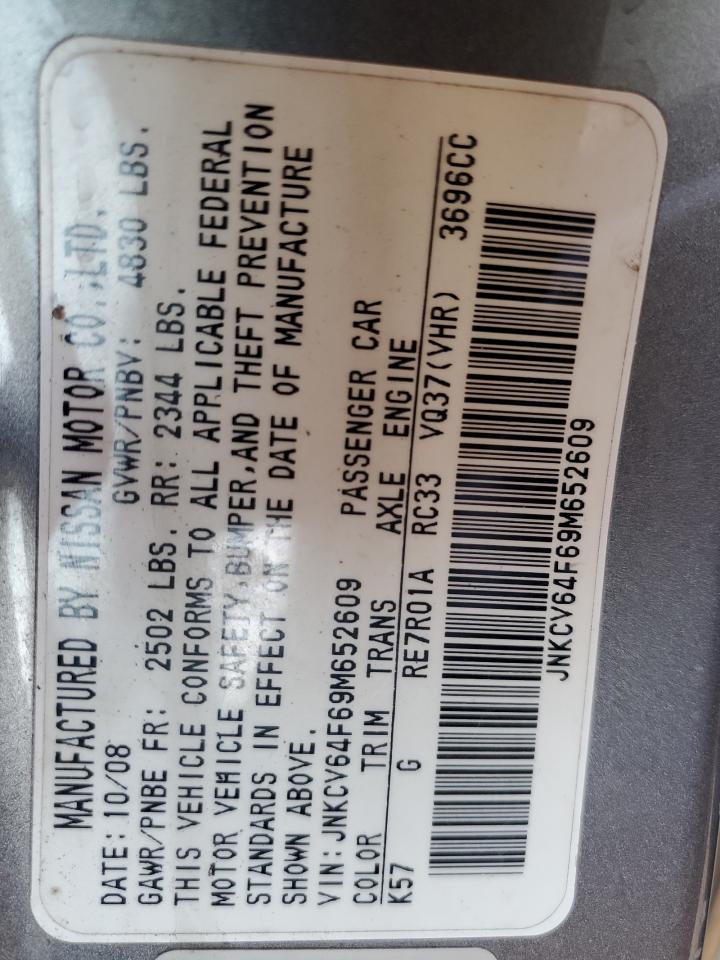 MANUFACTURED BY NISSAN MOTOR CO.,LTD.
DATE:10/08 GVWR/PNBV: 4830 LBS.
GAWR/PNBE FR: 2502 LBS. RR: 2344 LBS.
THIS VEHICLE CONFORMS TO ALL APPLICABLE FEDERAL
MOTOR VEHICLE SAFETY,BUMPER,AND THEFT PREVENTION
STANDARDS IN EFFECT ON THE DATE OF MANUFACTURE
SHOWN ABOVE.
VIN:JNKCV64F69M652609 PASSENGER CAR
COLOR TRIM TRANS AXLE ENGINE
K57 G RE7R01A RC33 VQ37(VHR) 3696CC
JNKCV64F69M652609